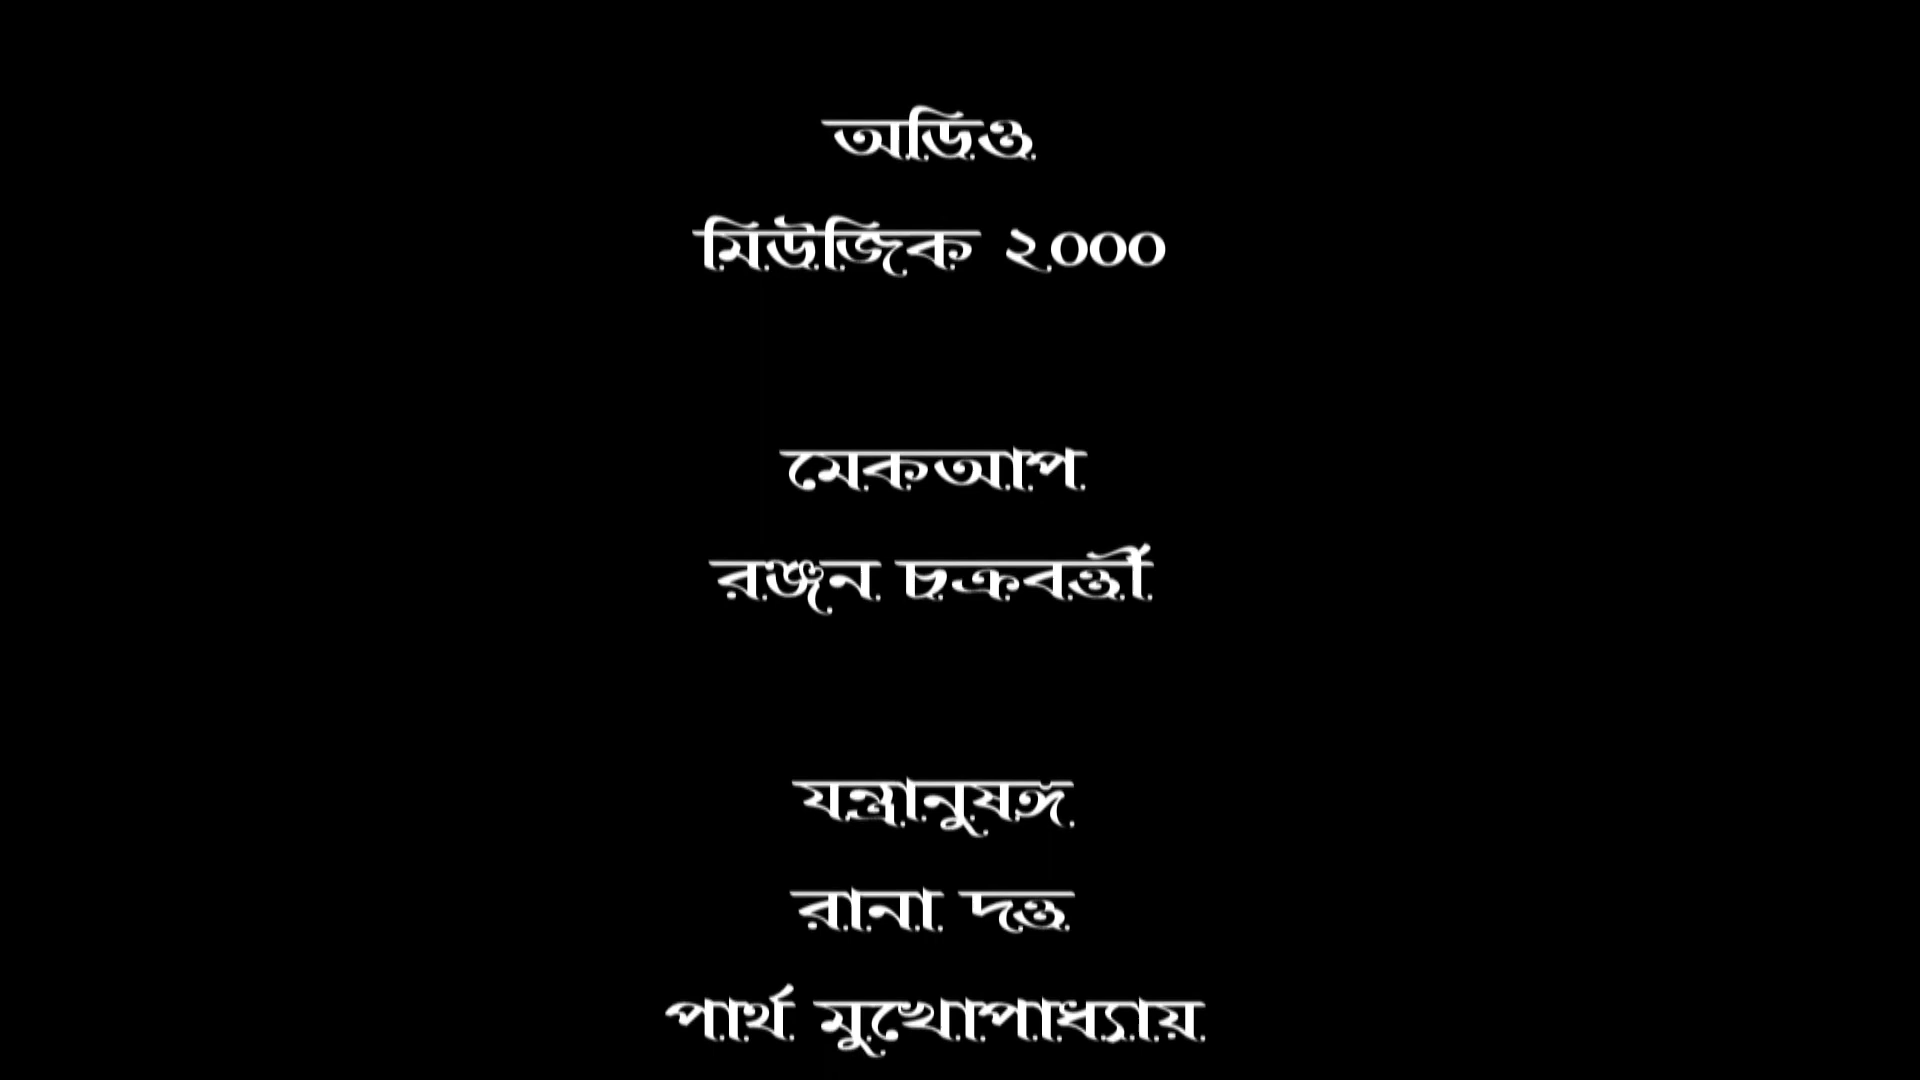 অডিও
মিউজিক ২০০০
মেকআপ
রঞ্জন চক্রবর্ত্তী
যন্ত্রানুষঙ্গ
রানা দত্ত
পার্থ মুখোপাধ্যায়